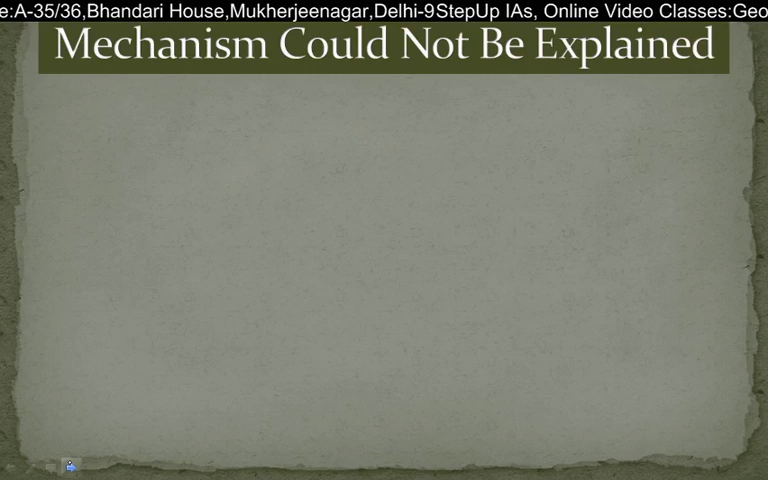 e:A-35/36,Bhandari House,Mukherjeenagar,Delhi-9StepUp IAs, Online Video Classes:Geo
Mechanism Could Not Be Explained